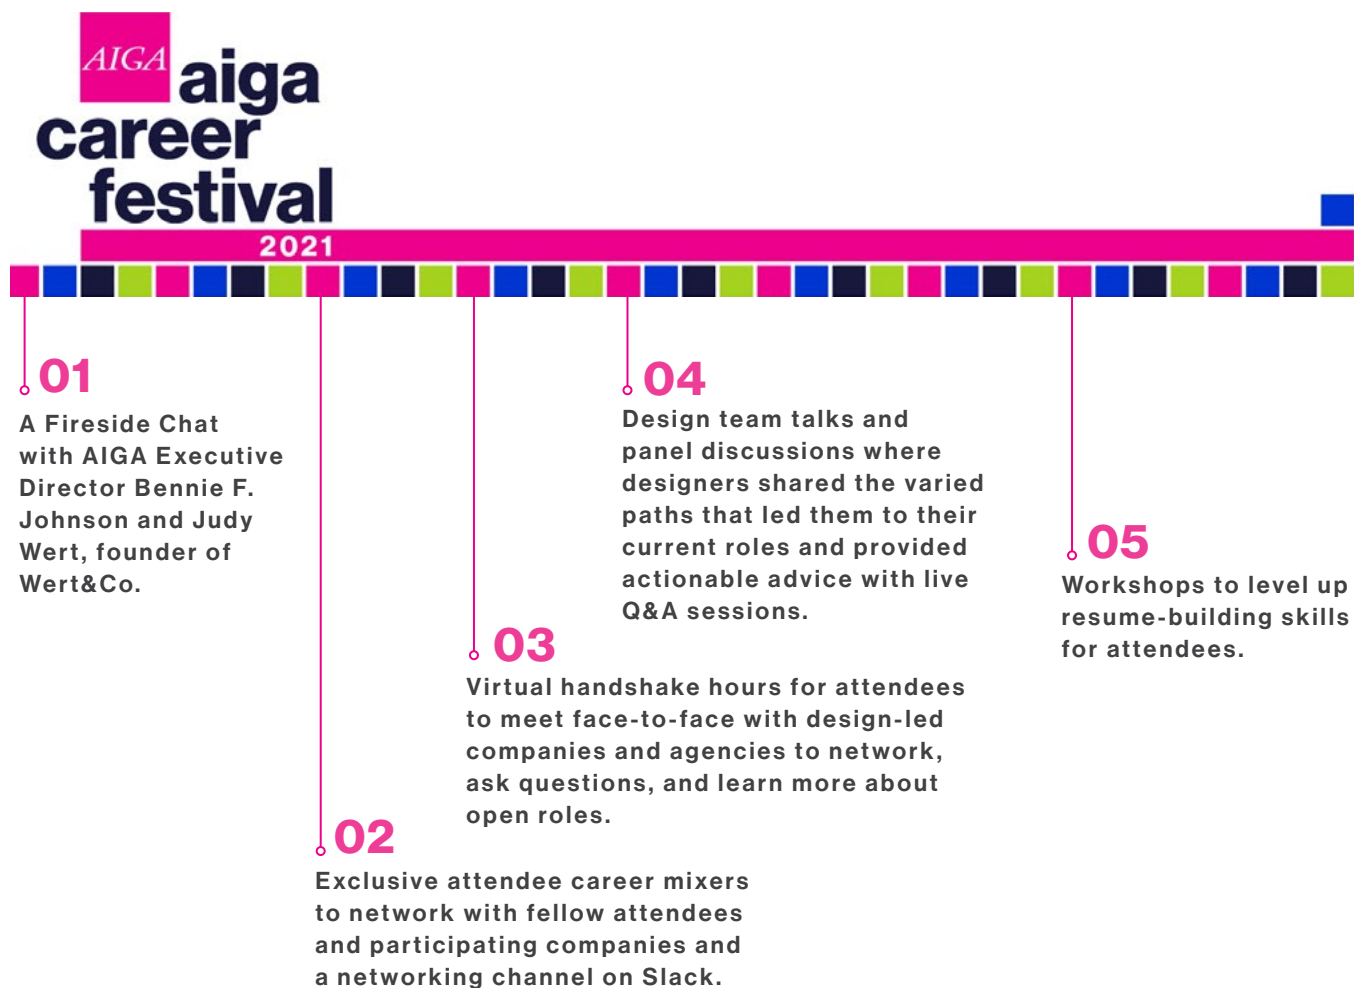 AIGA
aiga
career
festival
2021
01
A Fireside Chat
with AIGA Executive
Director Bennie F.
Johnson and Judy
Wert, founder of
Wert&Co.
02
Exclusive attendee career mixers
to network with fellow attendees
and participating companies and
a networking channel on Slack.
03
Virtual handshake hours for attendees
to meet face-to-face with design-led
companies and agencies to network,
ask questions, and learn more about
open roles.
04
Design team talks and
panel discussions where
designers shared the varied
paths that led them to their
current roles and provided
actionable advice with live
Q&A sessions.
05
Workshops to level up
resume-building skills
for attendees.